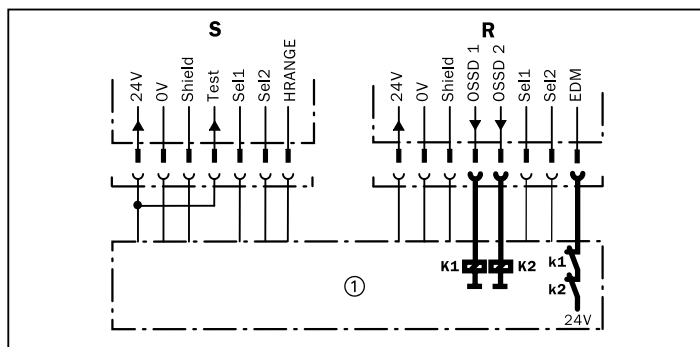 S R
24V 0V Shield Test Sel1 Sel2 HRANGE 24V 0V Shield OSSD 1 OSSD 2 Sel1 Sel2 EDM
K1 K2 k1
① k2
24V